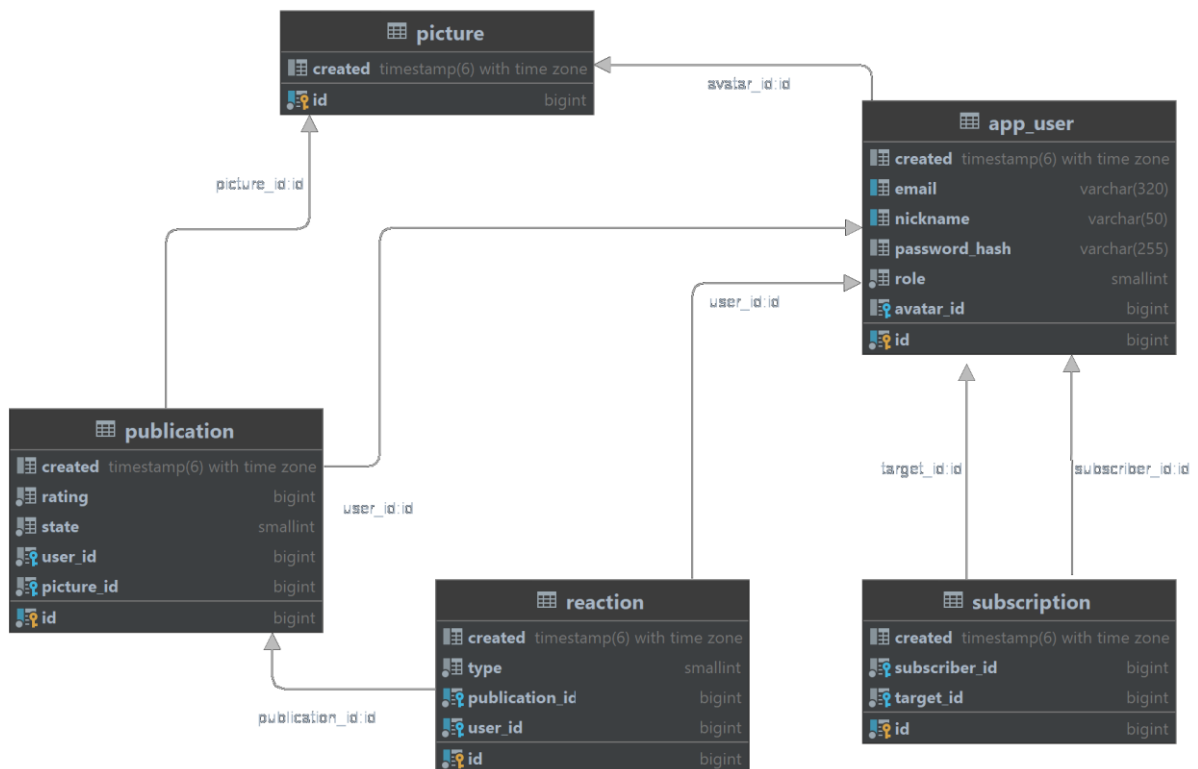 picture
created timestamp(6) with time zone
id bigint
avatar_id:id
app_user
created timestamp(6) with time zone
email varchar(320)
nickname varchar(50)
password_hash varchar(255)
role smallint
avatar_id bigint
id bigint
picture_id:id
user_id:id
target_id:id
subscriber_id:id
publication
created timestamp(6) with time zone
rating bigint
state smallint
user_id bigint
picture_id bigint
id bigint
user_id:id
publication_id:id
reaction
created timestamp(6) with time zone
type smallint
publication_id bigint
user_id bigint
id bigint
subscription
created timestamp(6) with time zone
subscriber_id bigint
target_id bigint
id bigint